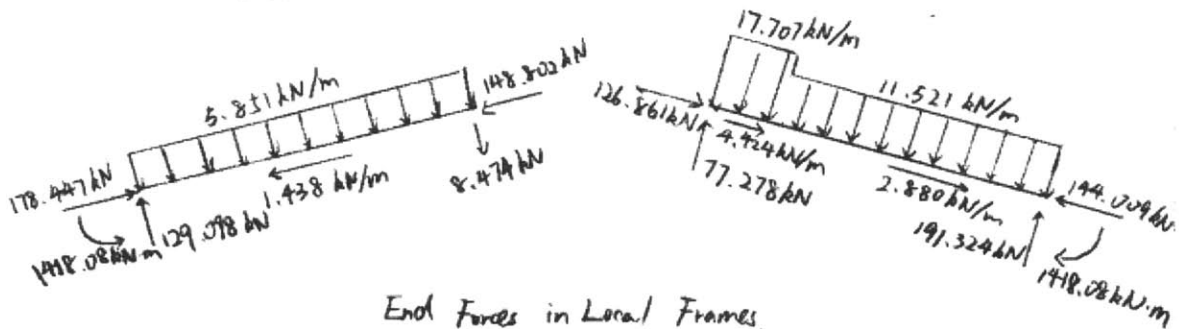 17.707 kN/m
5.851 kN/m
148.802 kN
11.521 kN/m
126.861 kN
4.424 kN/m
178.447 kN
1.438 kN/m
8.474 kN
77.278 kN
2.880 kN/m
144.009 kN
1418.08 kN·m
129.098 kN
191.324 kN
1418.08 kN·m
End Forces in Local Frames